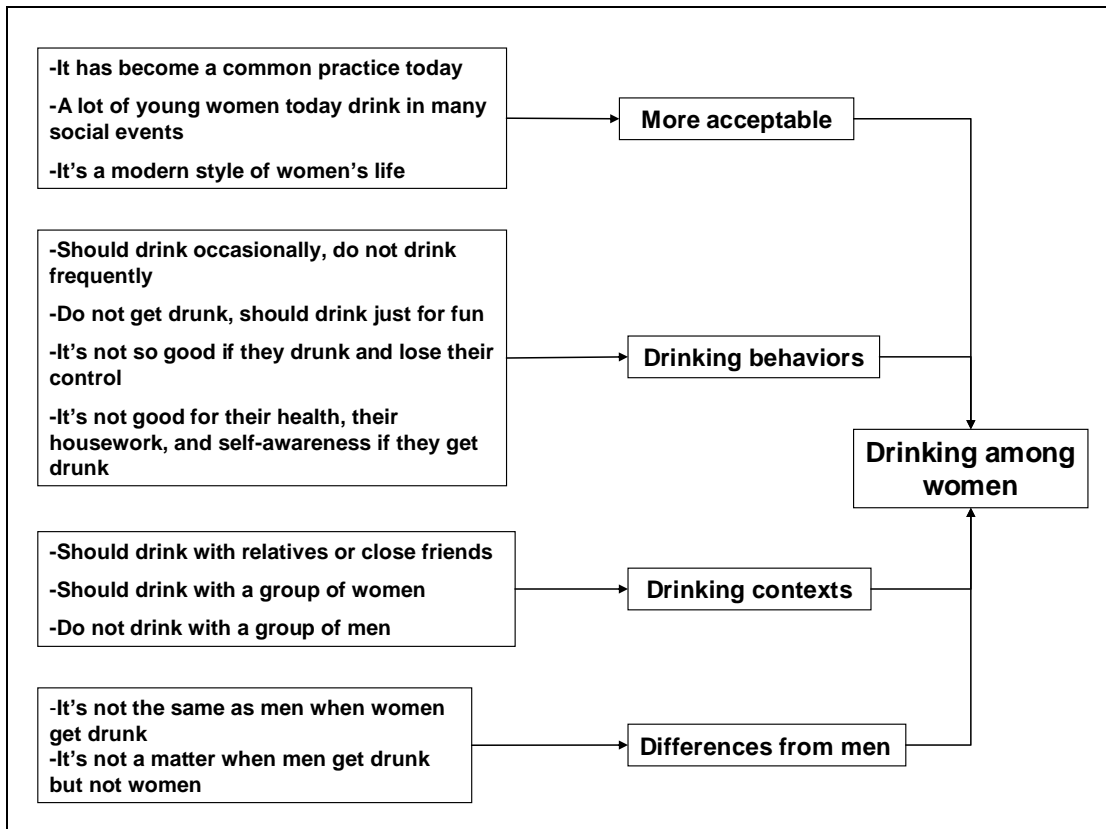 -It has become a common practice today
-A lot of young women today drink in many
social events
-It's a modern style of women's life
More acceptable
-Should drink occasionally, do not drink
frequently
-Do not get drunk, should drink just for fun
-It's not so good if they drunk and lose their
control
-It's not good for their health, their
housework, and self-awareness if they get
drunk
Drinking behaviors
Drinking among
women
-Should drink with relatives or close friends
-Should drink with a group of women
-Do not drink with a group of men
Drinking contexts
-It's not the same as men when women
get drunk
-It's not a matter when men get drunk
but not women
Differences from men